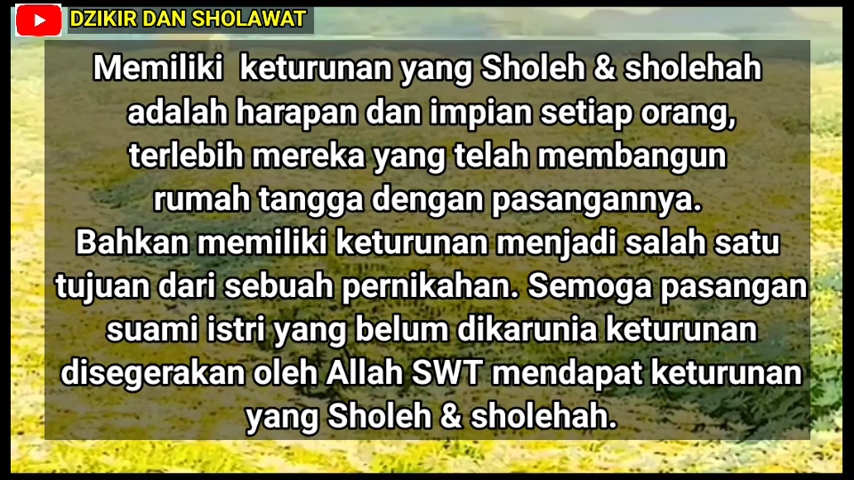 DZIKIR DAN SHOLAWAT
Memiliki keturunan yang Sholeh & sholehah
adalah harapan dan impian setiap orang,
terlebih mereka yang telah membangun
rumah tangga dengan pasangannya.
Bahkan memiliki keturunan menjadi salah satu
tujuan dari sebuah pernikahan. Semoga pasangan
suami istri yang belum dikarunia keturunan
disegerakan oleh Allah SWT mendapat keturunan
yang Sholeh & sholehah.